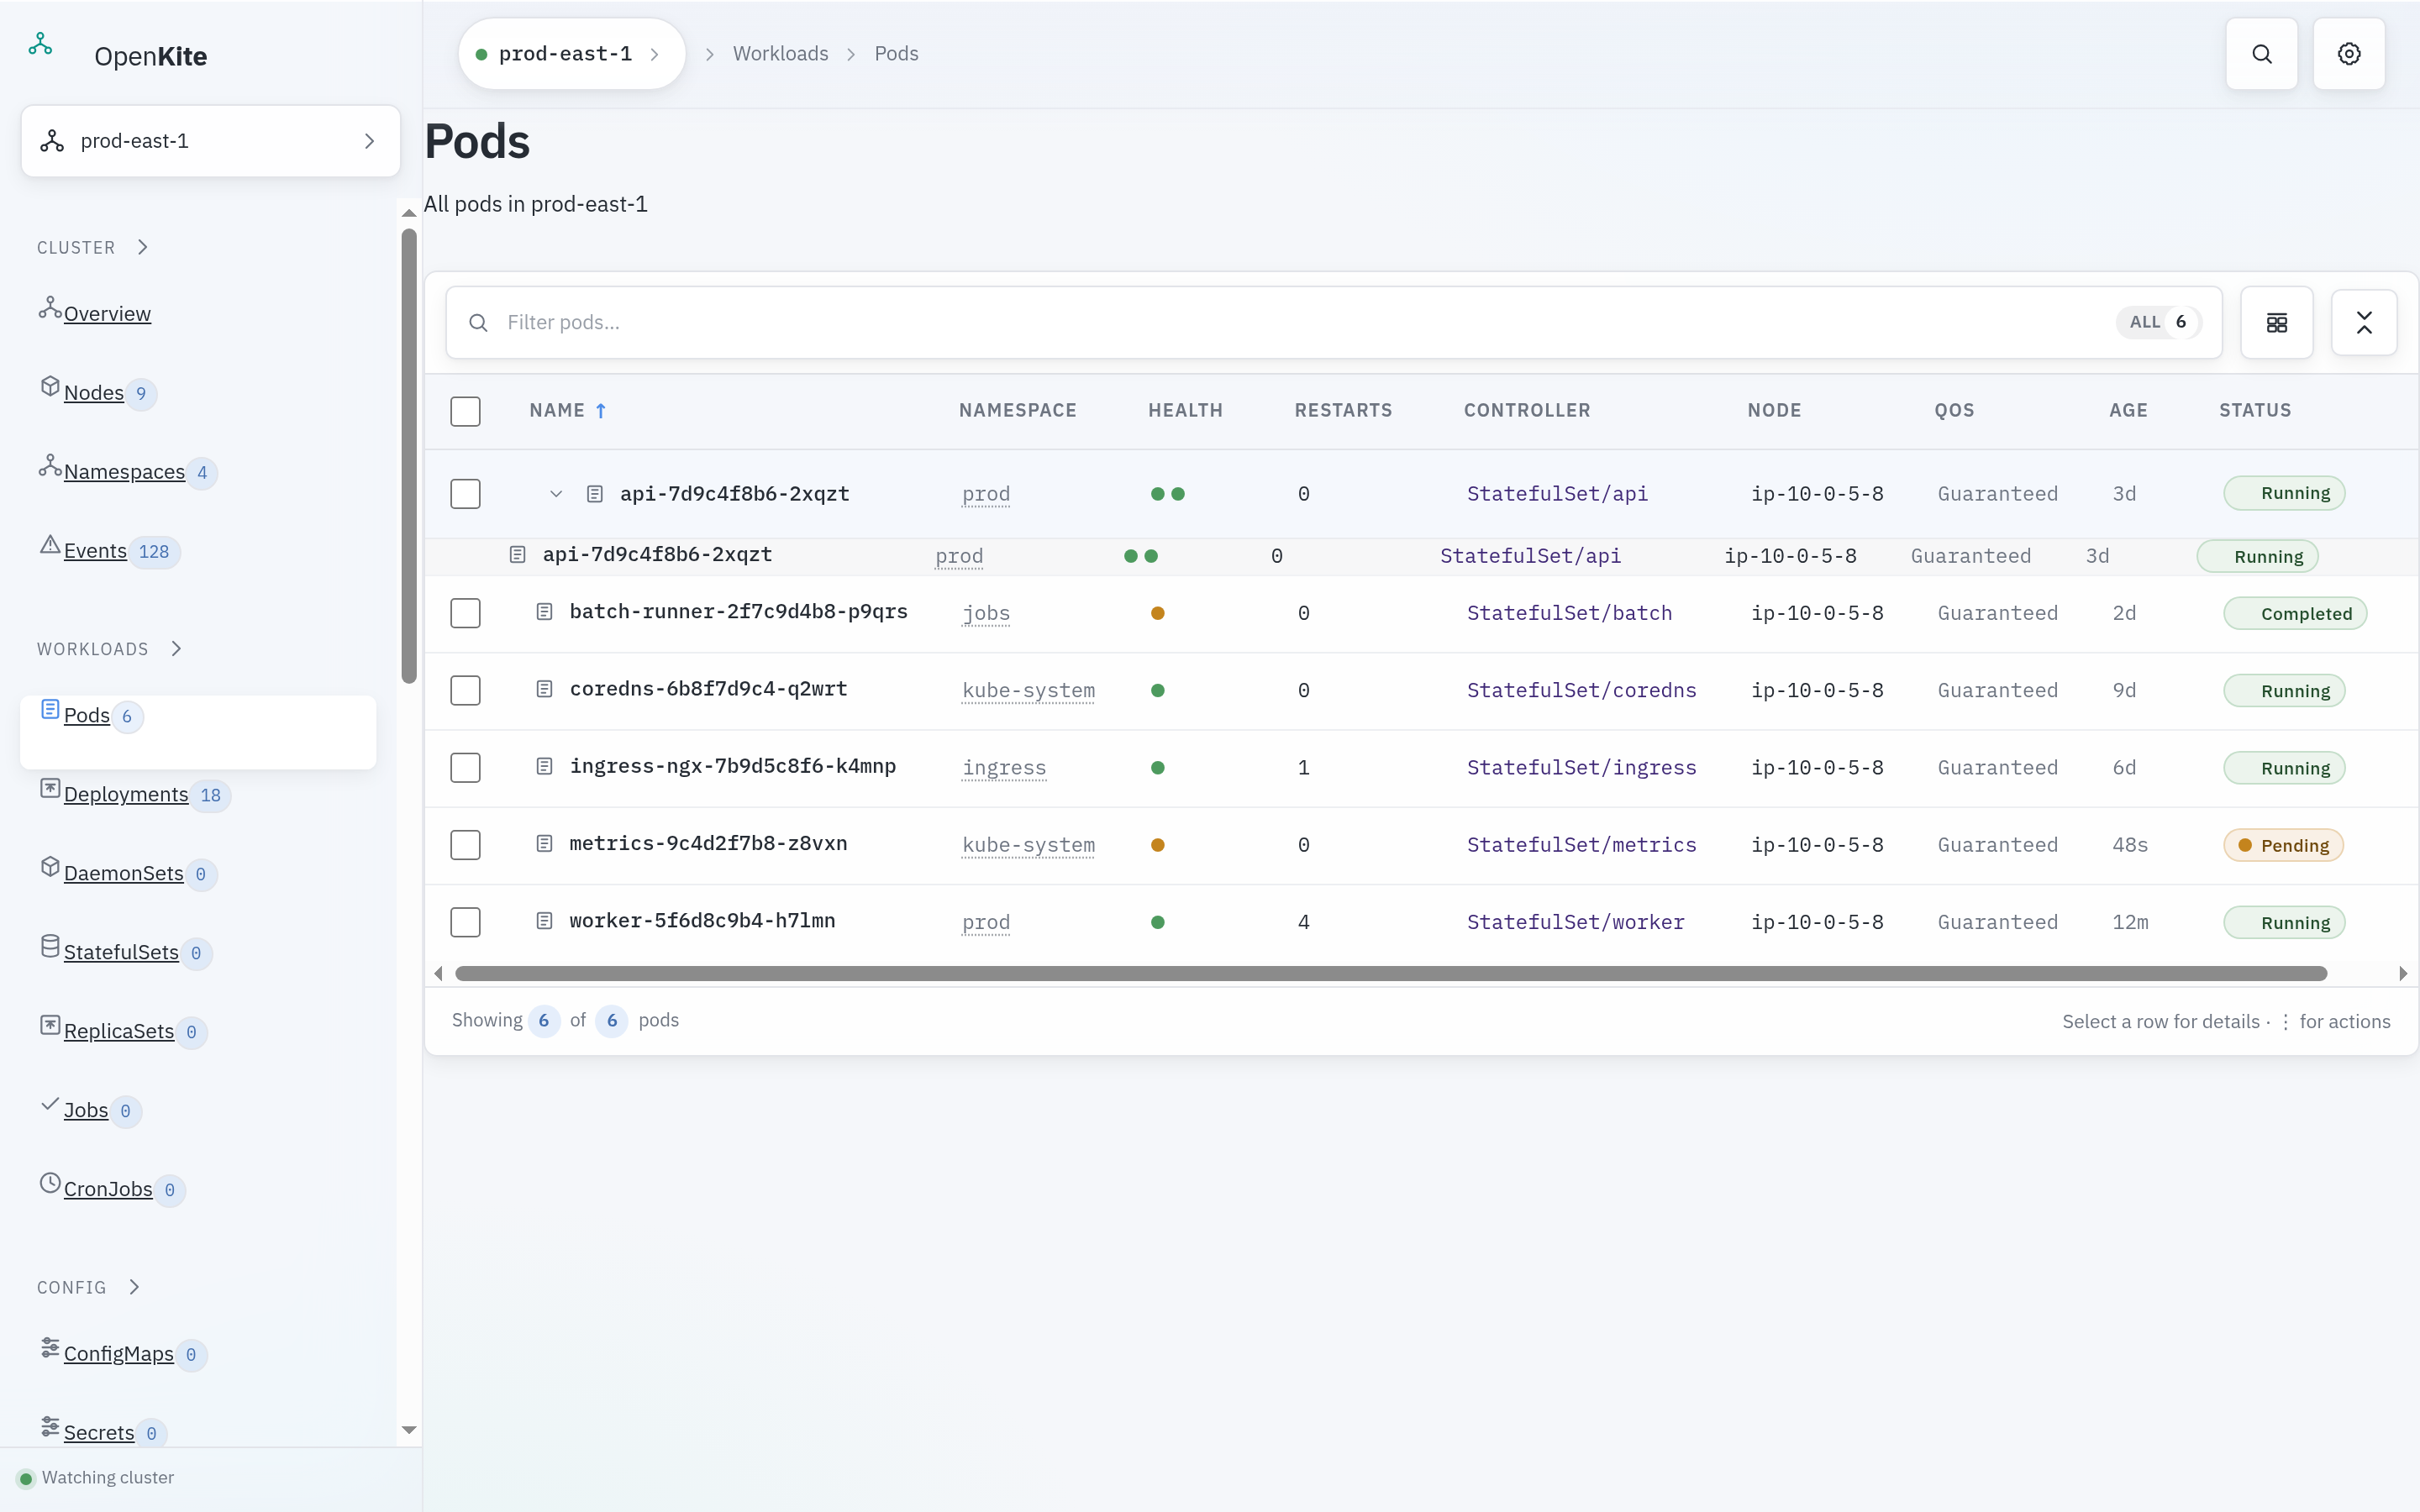 OpenKite
prod-east-1
CLUSTER
Overview
Nodes 9
Namespaces 4
Events 128
WORKLOADS
Pods 6
Deployments 18
DaemonSets 0
StatefulSets 0
ReplicaSets 0
Jobs 0
CronJobs 0
CONFIG
ConfigMaps 0
Secrets 0
Watching cluster
prod-east-1 Workloads Pods
Pods
All pods in prod-east-1
Filter pods... ALL 6
NAME ↑ NAMESPACE HEALTH RESTARTS CONTROLLER NODE QOS AGE STATUS
api-7d9c4f8b6-2xqzt prod 0 StatefulSet/api ip-10-0-5-8 Guaranteed 3d Running
api-7d9c4f8b6-2xqzt prod 0 StatefulSet/api ip-10-0-5-8 Guaranteed 3d Running
batch-runner-2f7c9d4b8-p9qrs jobs 0 StatefulSet/batch ip-10-0-5-8 Guaranteed 2d Completed
coredns-6b8f7d9c4-q2wrt kube-system 0 StatefulSet/coredns ip-10-0-5-8 Guaranteed 9d Running
ingress-ngx-7b9d5c8f6-k4mnp ingress 1 StatefulSet/ingress ip-10-0-5-8 Guaranteed 6d Running
metrics-9c4d2f7b8-z8vxn kube-system 0 StatefulSet/metrics ip-10-0-5-8 Guaranteed 48s Pending
worker-5f6d8c9b4-h7lmn prod 4 StatefulSet/worker ip-10-0-5-8 Guaranteed 12m Running
Showing 6 of 6 pods
Select a row for details · ⋮ for actions